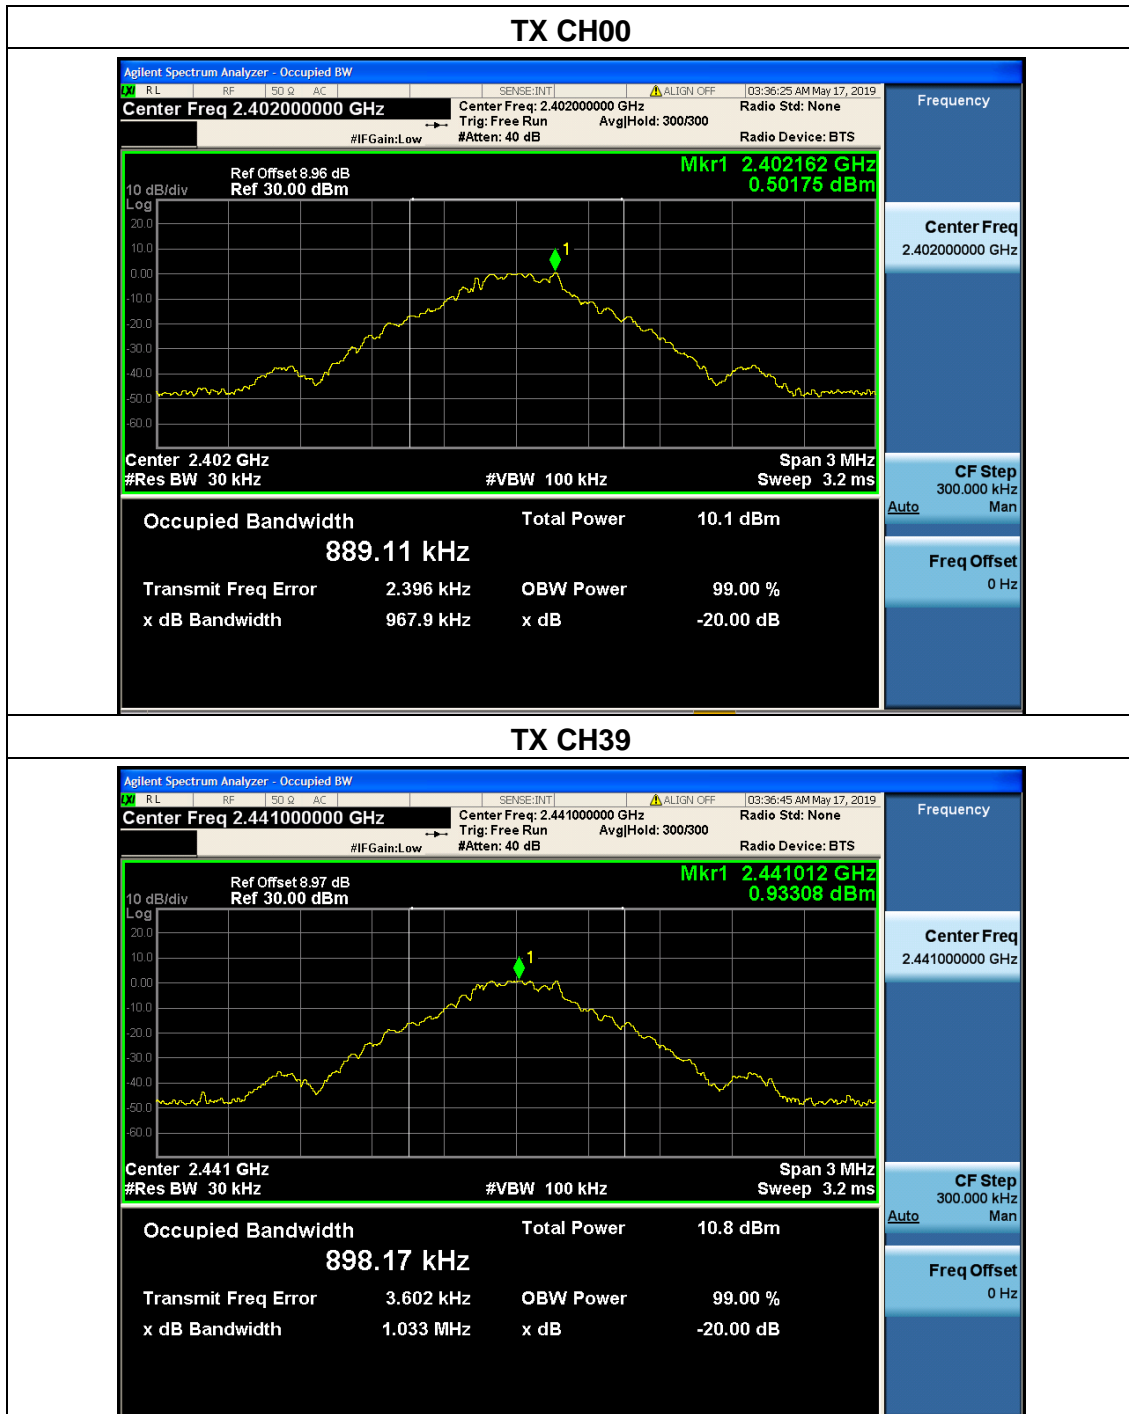 TX CH00
Agilent Spectrum Analyzer - Occupied BW
LXI RL RF 50 Ω AC SENSE:INT ALIGN OFF 03:36:25 AM May 17, 2019
Center Freq 2.402000000 GHz
Center Freq: 2.402000000 GHz Radio Std: None
Trig: Free Run Avg|Hold: 300/300
#IFGain:Low #Atten: 40 dB Radio Device: BTS
Frequency
Mkr1 2.402162 GHz
0.50175 dBm
Ref Offset 8.96 dB
10 dB/div Ref 30.00 dBm
Log
20.0
10.0
0.00
-10.0
-20.0
-30.0
-40.0
-50.0
-60.0
1
Center Freq
2.402000000 GHz
Center 2.402 GHz Span 3 MHz
#Res BW 30 kHz #VBW 100 kHz Sweep 3.2 ms
CF Step
300.000 kHz
Auto Man
Freq Offset
0 Hz
Occupied Bandwidth Total Power 10.1 dBm
889.11 kHz
Transmit Freq Error 2.396 kHz OBW Power 99.00 %
x dB Bandwidth 967.9 kHz x dB -20.00 dB
TX CH39
Agilent Spectrum Analyzer - Occupied BW
LXI RL RF 50 Ω AC SENSE:INT ALIGN OFF 03:36:45 AM May 17, 2019
Center Freq 2.441000000 GHz
Center Freq: 2.441000000 GHz Radio Std: None
Trig: Free Run Avg|Hold: 300/300
#IFGain:Low #Atten: 40 dB Radio Device: BTS
Frequency
Mkr1 2.441012 GHz
0.93308 dBm
Ref Offset 8.97 dB
10 dB/div Ref 30.00 dBm
Log
20.0
10.0
0.00
-10.0
-20.0
-30.0
-40.0
-50.0
-60.0
1
Center Freq
2.441000000 GHz
Center 2.441 GHz Span 3 MHz
#Res BW 30 kHz #VBW 100 kHz Sweep 3.2 ms
CF Step
300.000 kHz
Auto Man
Freq Offset
0 Hz
Occupied Bandwidth Total Power 10.8 dBm
898.17 kHz
Transmit Freq Error 3.602 kHz OBW Power 99.00 %
x dB Bandwidth 1.033 MHz x dB -20.00 dB